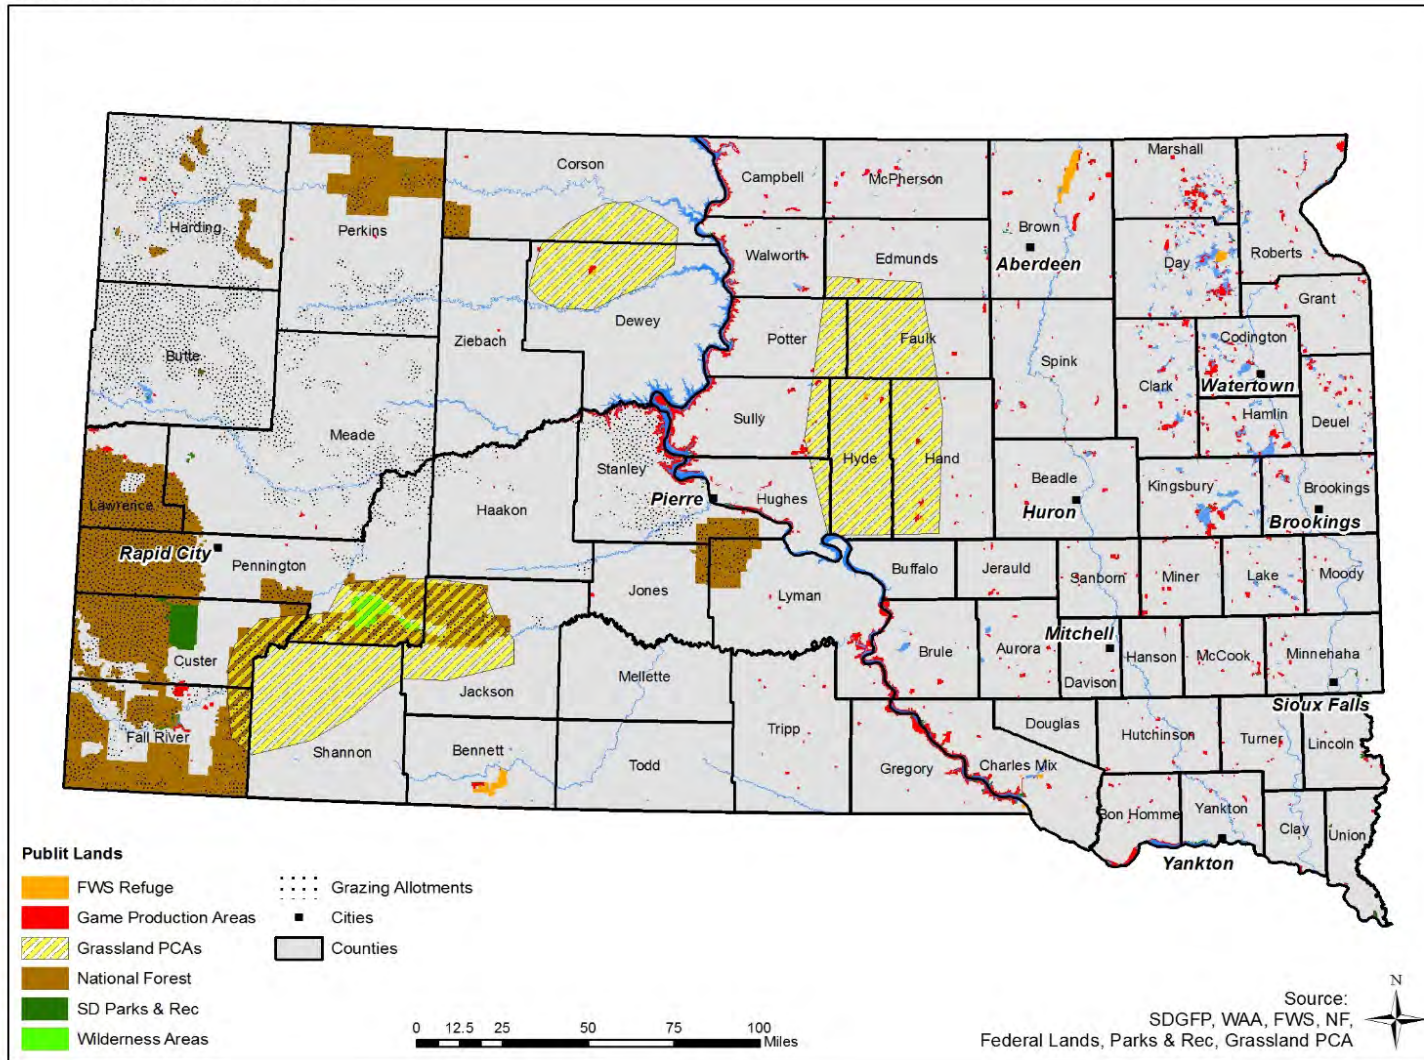 Marshall
Corson
Campbell
McPherson
Harding
Perkins
Brown
Walworth
Edmunds
Aberdeen
Day
Roberts
Grant
Dewey
Ziebach
Potter
Faulk
Spink
Codington
Butte
Clark
Watertown
Hamlin
Deuel
Meade
Sully
Stanley
Hyde
Hand
Beadle
Kingsbury
Brookings
Pierre
Hughes
Huron
Brookings
Lawrence
Haakon
Rapid City
Pennington
Buffalo
Jerauld
Sanborn
Miner
Lake
Moody
Jones
Lyman
Mitchell
Custer
Brule
Aurora
Hanson
McCook
Minnehaha
Mellette
Davison
Jackson
Sioux Falls
Fall River
Shannon
Bennett
Todd
Tripp
Douglas
Hutchinson
Turner
Lincoln
Gregory
Charles Mix
Bon Homme
Yankton
Clay
Union
Yankton
Publit Lands
FWS Refuge
Game Production Areas
Grassland PCAs
National Forest
SD Parks & Rec
Wilderness Areas
Grazing Allotments
Cities
Counties
0 12.5 25 50 75 100
Miles
N
Source:
SDGFP, WAA, FWS, NF,
Federal Lands, Parks & Rec, Grassland PCA